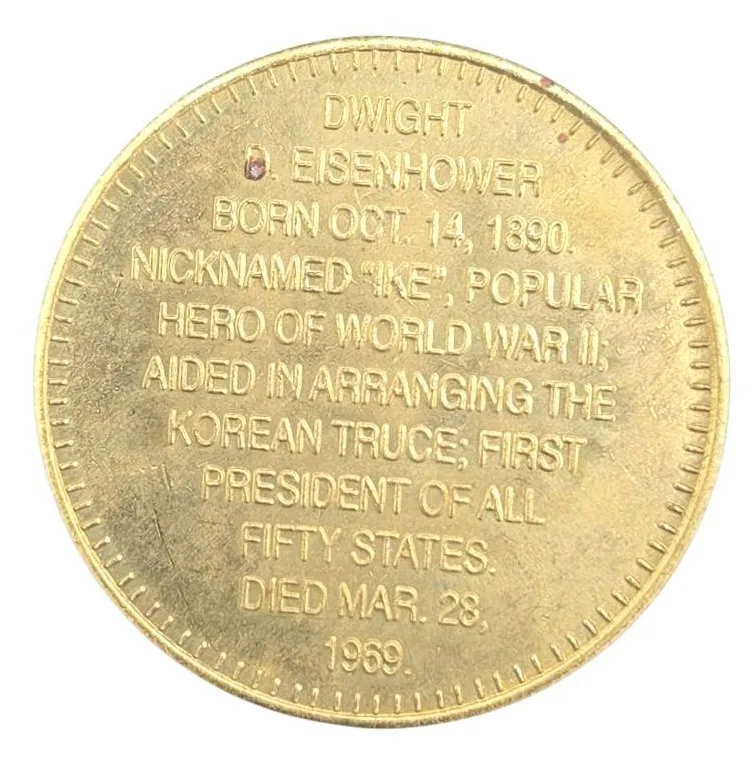 DWIGHT
D. EISENHOWER
BORN OCT. 14, 1890.
NICKNAMED "IKE", POPULAR
HERO OF WORLD WAR II;
AIDED IN ARRANGING THE
KOREAN TRUCE; FIRST
PRESIDENT OF ALL
FIFTY STATES.
DIED MAR. 28,
1969.